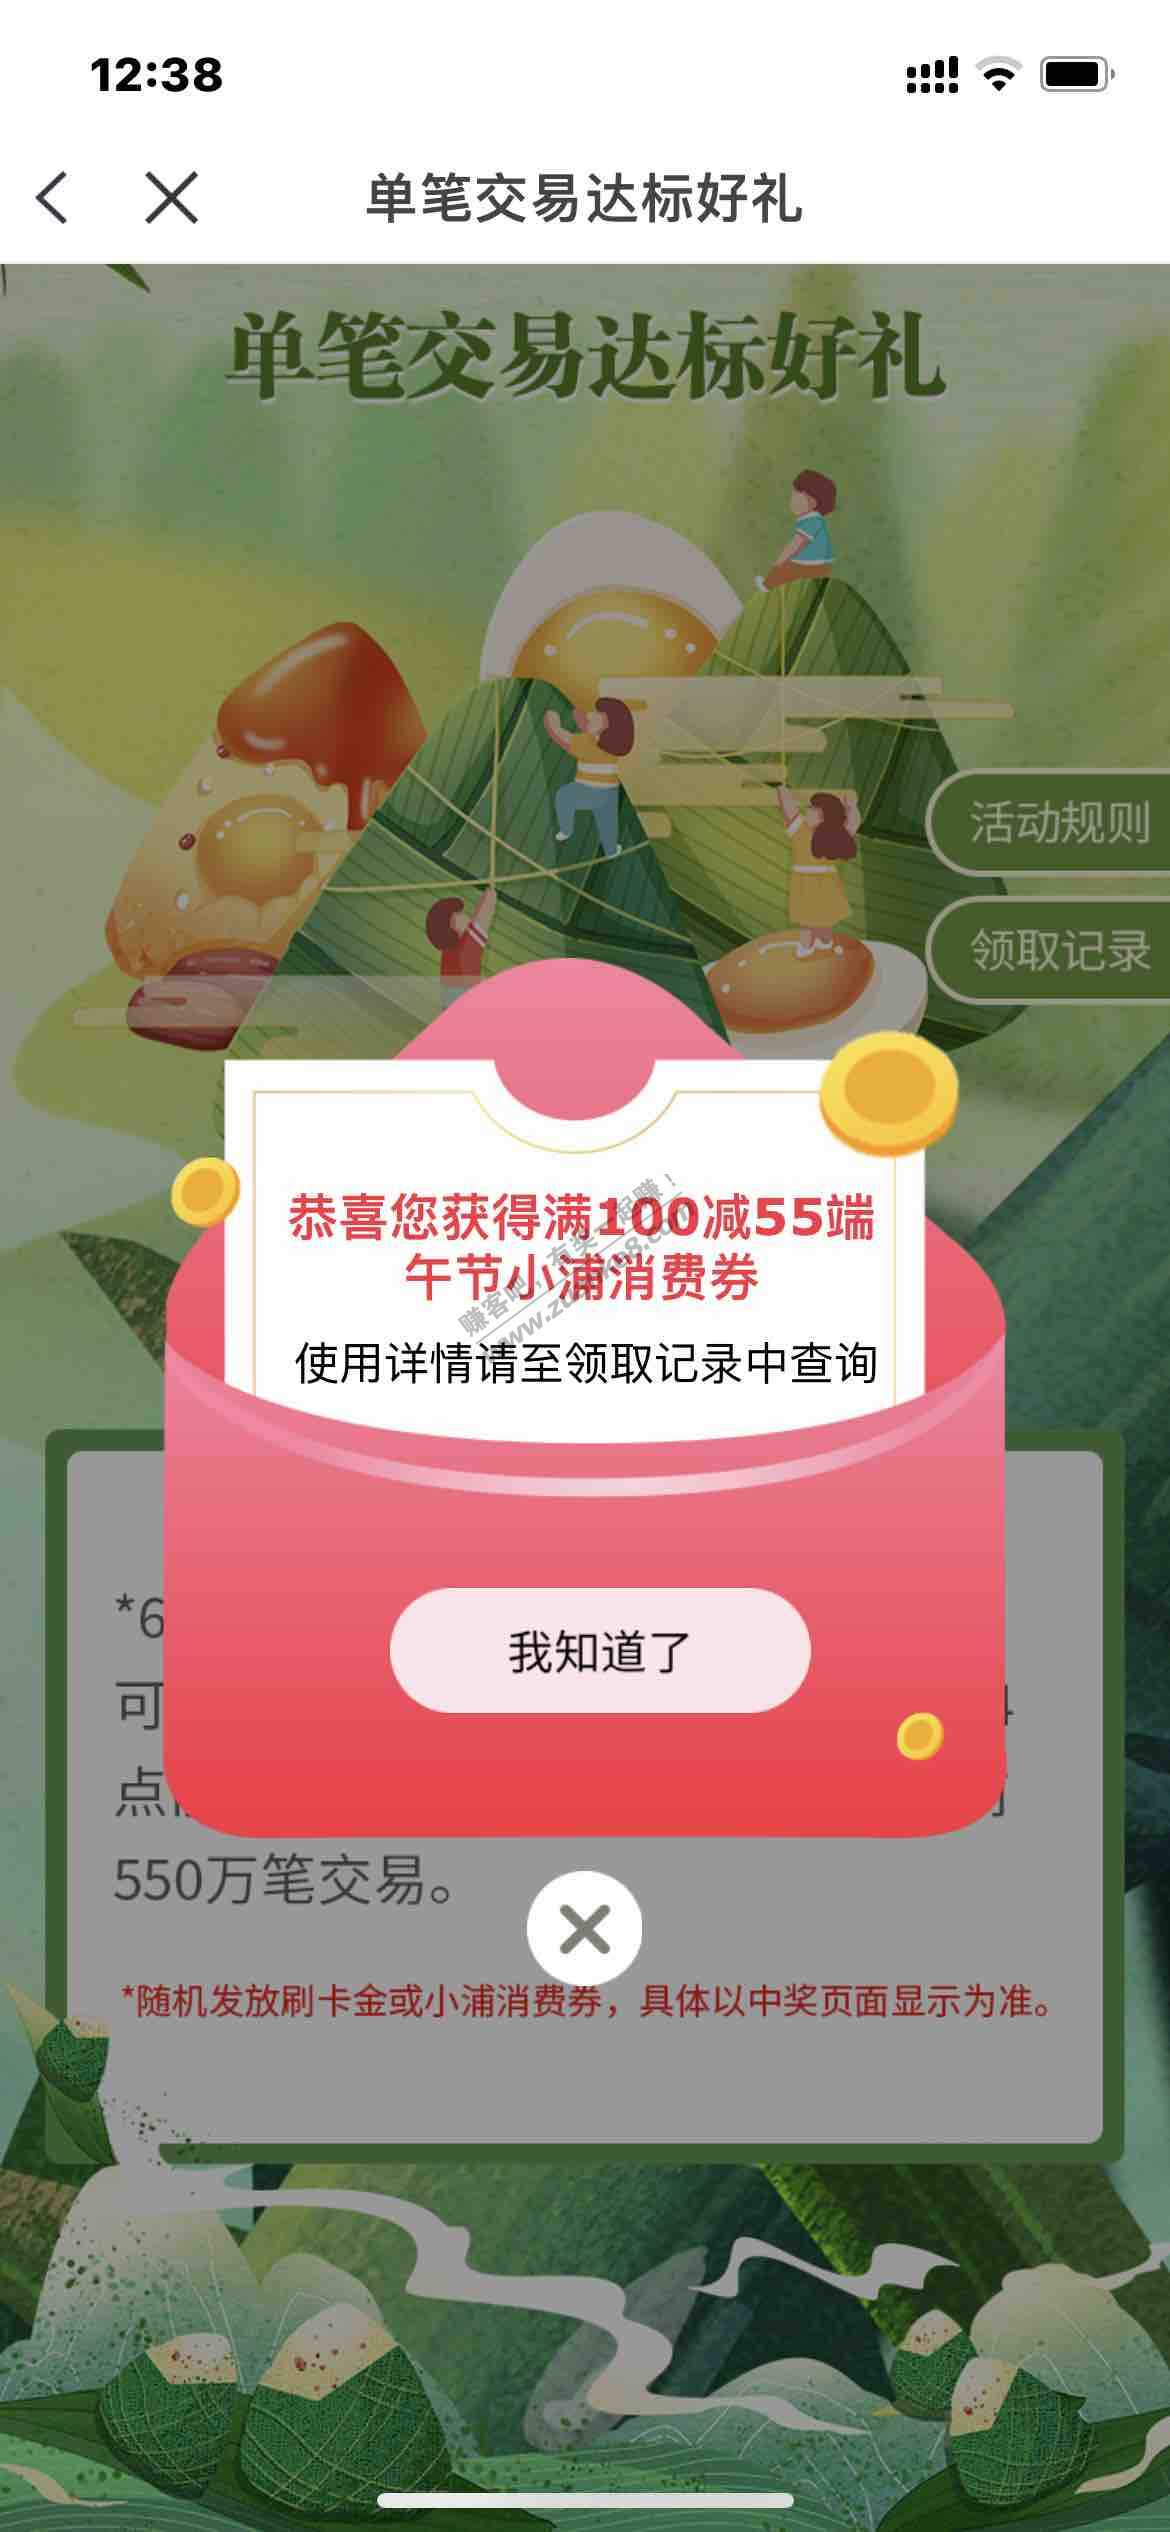 12:38
单笔交易达标好礼
单笔交易达标好礼
活动规则
领取记录
恭喜您获得满100减55端
午节小浦消费券
赚客吧，有奖一起赚！
www.zuanke8.com
使用详情请至领取记录中查询
*6
可
点
我知道了
550万笔交易。
*随机发放刷卡金或小浦消费券，具体以中奖页面显示为准。